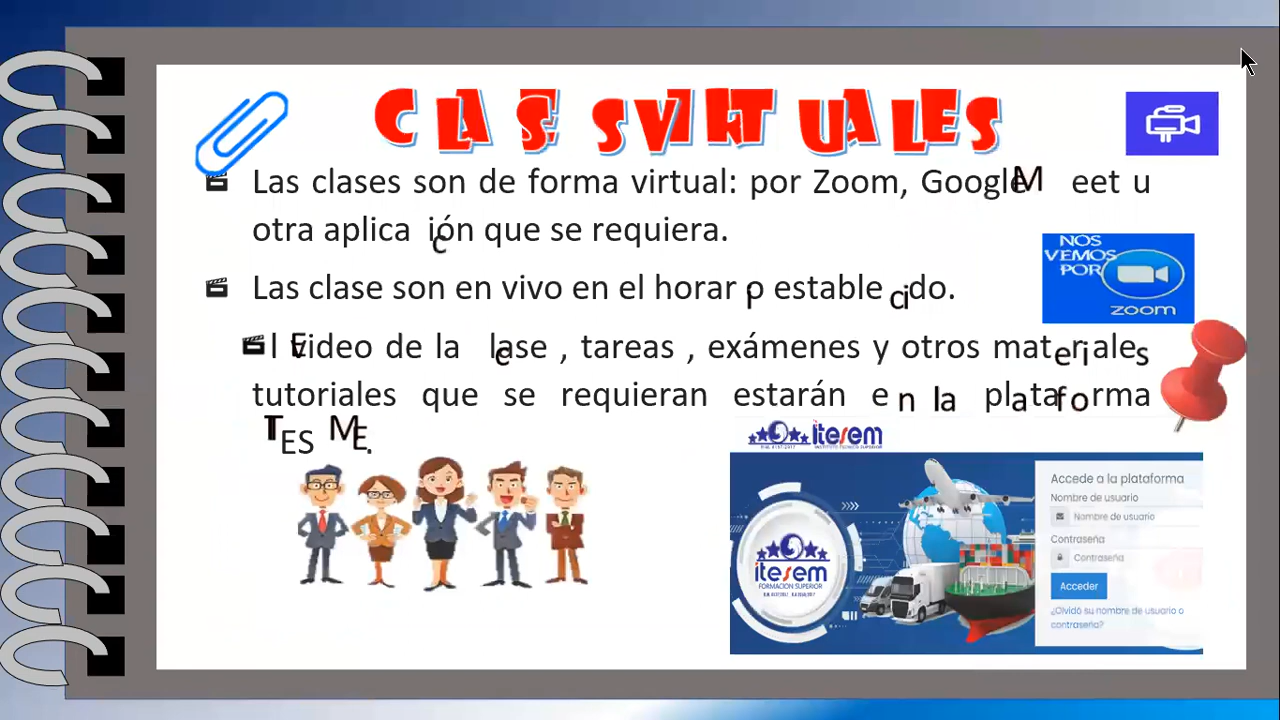 CLASES VIRTUALES
Las clases son de forma virtual: por Zoom, Google Meet u
otra aplicación que se requiera.
NOS
VEMOS
POR
zoom
Las clase son en vivo en el horario establecido.
El Video de la clase , tareas , exámenes y otros materiales
tutoriales que se requieran estarán en la plataforma
ITESEM.
itesem
Accede a la plataforma
Nombre de usuario
Nombre de usuario
Contraseña
Contraseña
Acceder
¿Olvidó su nombre de usuario o
contraseña?
itesem
FORMACIÓN SUPERIOR